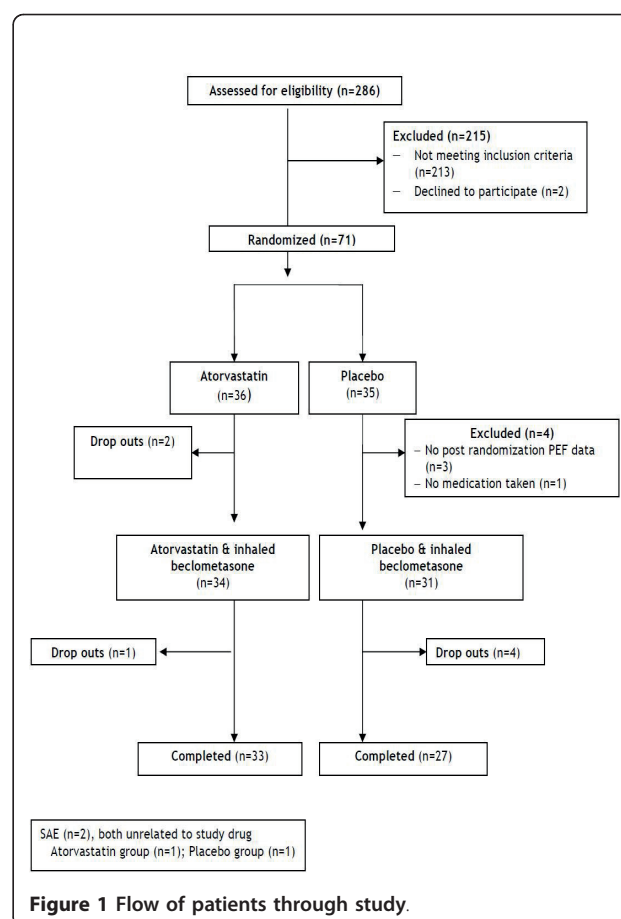 Assessed for eligibility (n=286)
Excluded (n=215)
– Not meeting inclusion criteria
(n=213)
– Declined to participate (n=2)
Randomized (n=71)
Atorvastatin
(n=36)
Placebo
(n=35)
Drop outs (n=2)
Excluded (n=4)
– No post randomization PEF data
(n=3)
– No medication taken (n=1)
Atorvastatin & inhaled
beclometasone
(n=34)
Placebo & inhaled
beclometasone
(n=31)
Drop outs (n=1)
Drop outs (n=4)
Completed (n=33)
Completed (n=27)
SAE (n=2), both unrelated to study drug
Atorvastatin group (n=1); Placebo group (n=1)
Figure 1 Flow of patients through study.